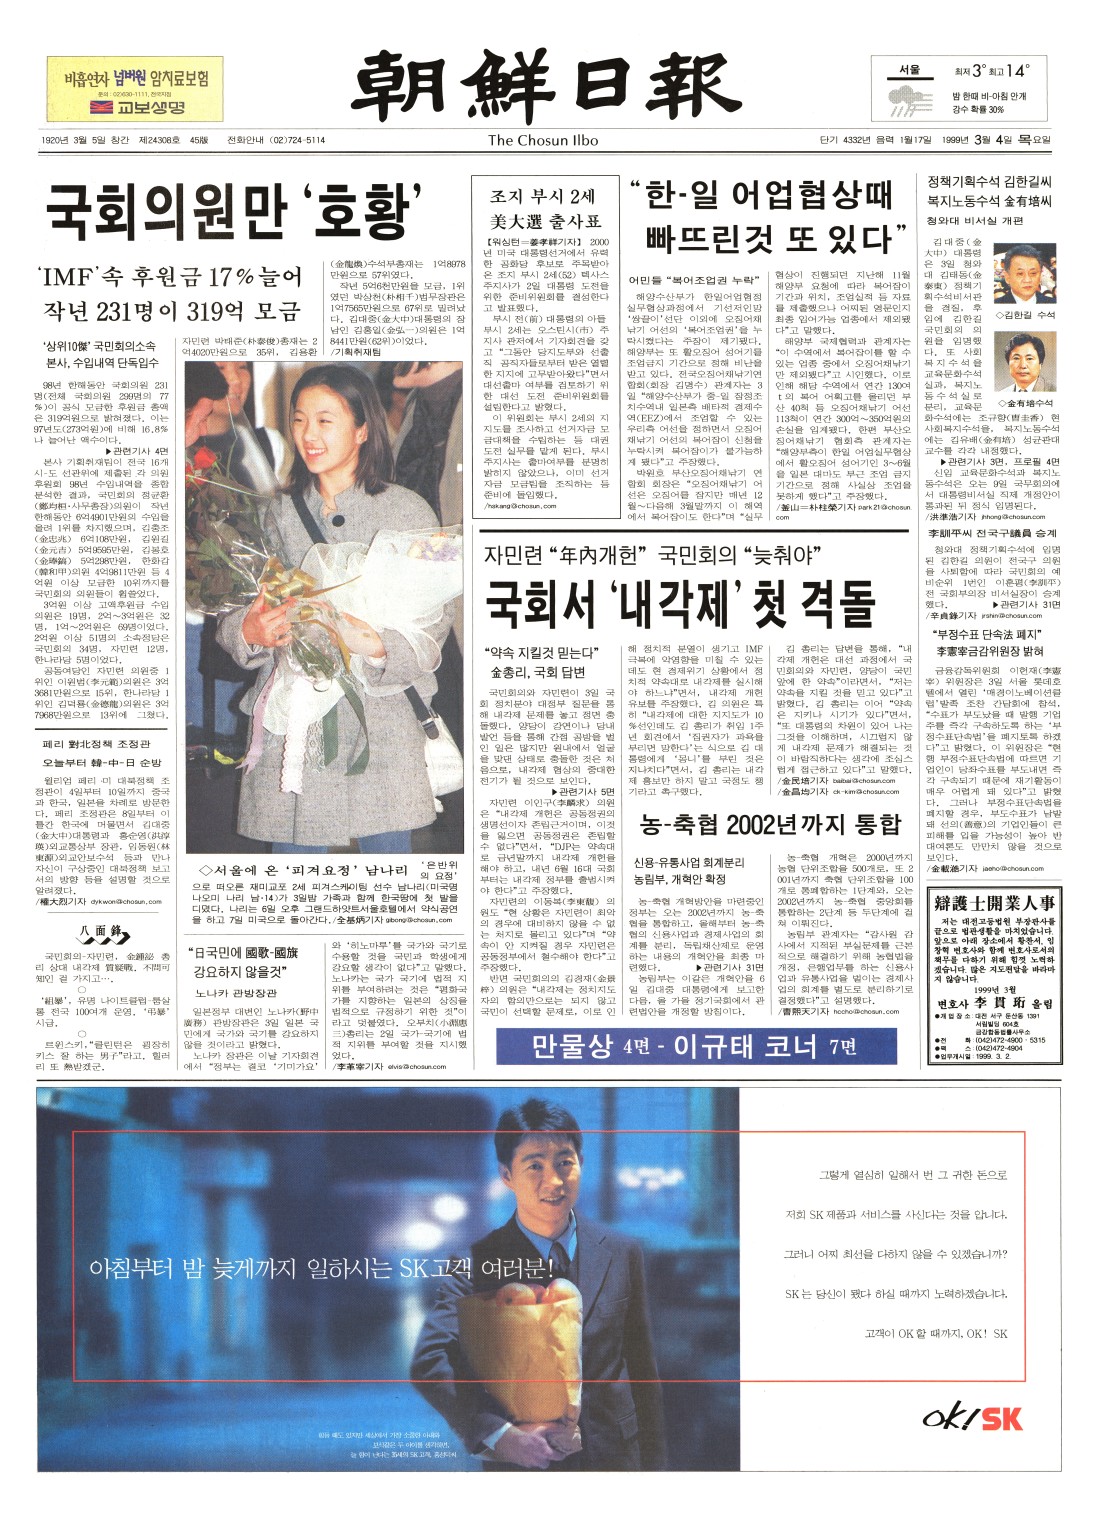 비흡연자 넘버원 암치료보험
문의 : 02)630-1111, 전국지점
교보생명
朝鮮日報
서울
최저 3° 최고 14°
밤 한때 비·아침 안개
강수 확률 30%
1920년 3월 5일 창간 제24308호 45版 전화안내 (02)724-5114
The Chosun Ilbo
단기 4332년 음력 1월17일 1999년 3월 4일 목요일
국회의원만 ‘호황’
‘IMF’속 후원금 17%늘어
작년 231명이 319억 모금
‘상위10傑’ 국민회의소속
본사, 수입내역 단독입수
98년 한해동안 국회의원 231
명(전체 국회의원 299명의 77
%)이 공식 모금한 후원금 총액
은 319억원으로 밝혀졌다. 이는
97년도(273억원)에 비해 16.8%
나 늘어난 액수이다.
▶관련기사 4면
본사 기획취재팀이 전국 16개
시·도 선관위에 제출된 각 의원
후원회 98년 수입내역을 종합
분석한 결과, 국민회의 정균환
(鄭均桓·사무총장)의원이 작년
한해동안 6억4901만원의 수입을
올려 1위를 차지했으며, 김충조
(金忠兆) 6억108만원, 김원길
(金元吉) 5억9595만원, 김봉호
(金琫鎬) 5억298만원, 한화갑
(韓和甲)의원 4억9811만원 등 4
억원 이상 모금한 10위까지를
국민회의 의원들이 휩쓸었다.
3억원 이상 고액후원금 수입
의원은 19명, 2억~3억원은 32
명, 1억~2억원은 69명이었다.
2억원 이상 51명의 소속정당은
국민회의 34명, 자민련 12명,
한나라당 5명이었다.
공동여당인 자민련 의원중 1
위인 이원범(李元範)의원은 3억
3681만원으로 15위, 한나라당 1
위인 김덕룡(金德龍)의원은 3억
7968만원으로 13위에 그쳤다.
자민련 박태준(朴泰俊)총재는 2
억4020만원으로 35위, 김용환
(金龍煥)수석부총재는 1억8978
만원으로 57위였다.
작년 5억6천만원을 모금, 1위
였던 박상천(朴相千)법무장관은
1억7565만원으로 67위로 밀려났
다. 김대중(金大中)대통령의 장
남인 김홍일(金弘一)의원은 1억
8441만원(62위)이었다.
/기획취재팀
◇서울에 온 ‘피겨요정’ 남나리
‘은반위의 요정’
으로 떠오른 재미교포 2세 피겨스케이팅 선수 남나리(미국명
나오미 나리 남·14)가 3일밤 가족과 함께 한국땅에 첫 발을
디뎠다. 나리는 6일 오후 그랜드하얏트서울호텔에서 약식공연
을 하고 7일 미국으로 돌아간다. /全基炳기자 gibong@chosun.com
페리 對北정책 조정관
오늘부터 韓-中-日 순방
윌리엄 페리·미 대북정책 조
정관이 4일부터 10일까지 중국
과 한국, 일본을 차례로 방문한
다. 페리 조정관은 8일부터 이
틀간 한국에 머물면서 김대중
(金大中)대통령과 홍순영(洪淳
瑛)외교통상부 장관, 임동원(林
東源)외교안보수석 등과 만나
자신이 구상중인 대북정책 보고
서의 방향 등을 설명할 것으로
알려졌다.
/權大烈기자 dykwon@chosun.com
八面鋒
국민회의-자민련, 金鍾泌 총
리 상대 내각제 質疑戰. 不問可
知인 걸 가지고….
○
‘組暴’, 유명 나이트클럽·룸살
롱 전국 100여개 운영. ‘弔暴’
시급.
○
르윈스키, “클린턴은 굉장히
키스 잘 하는 男子”라고. 힐러
리 또 熱받겠군.
“日국민에 國歌·國旗
강요하지 않을것”
노나카 관방장관
일본정부 대변인 노나카(野中
廣務) 관방장관은 3일 일본 국
민에게 국가와 국기를 강요하지
않을 것이라고 밝혔다.
노나카 장관은 이날 기자회견
에서 “정부는 결코 ‘기미가요’
와 ‘히노마루’를 국가와 국기로
수용할 것을 국민과 학생에게
강요할 생각이 없다”고 말했다.
노나카는 국가 국기에 법적 지
위를 부여하려는 것은 “평화국
가를 지향하는 일본의 상징을
법적으로 규정하기 위한 것”이
라고 덧붙였다. 오부치(小淵惠
三)총리는 2일 국가·국기에 법
적 지위를 부여할 것을 지시했
었다.
/李革宰기자 elvis@chosun.com
조지 부시 2세
美大選 출사표
【워싱턴=姜孝祥기자】 2000
년 미국 대통령선거에서 유력
한 공화당 후보로 주목받아
온 조지 부시 2세(52) 텍사스
주지사가 2일 대통령 도전을
위한 준비위원회를 결성한다
고 발표했다.
부시 전(前) 대통령의 아들
부시 2세는 오스틴시(市) 주
지사 관저에서 기자회견을 갖
고 “그동안 당지도부와 선출
직 공직자들로부터 받은 열렬
한 지지에 고무받아왔다”면서
대선출마 여부를 검토하기 위
한 대선 도전 준비위원회를
설립한다고 발혔다.
이 위원회는 부시 2세의 지
지도를 조사하고 선거자금 모
금대책을 수립하는 등 대권
도전 실무를 맡게 된다. 부시
주지사는 출마여부를 분명히
밝히지 않았으나, 이미 선거
자금 모금팀을 조직하는 등
준비에 돌입했다.
/hskang@chosun.com
“한-일 어업협상때
빠뜨린것 또 있다”
어민들 “복어조업권 누락”
해양수산부가 한일어업협정
실무협상과정에서 기선저인망
‘쌍끌이’선단 이외에 오징어채
낚기 어선의 ‘복어조업권’을 누
락시켰다는 주장이 제기됐다.
해양부는 또 활오징어 섬어기를
조업금지 기간으로 정해 비난을
받고 있다. 전국오징어채낚기연
합회(회장 김명수) 관계자는 3
일 “해양수산부가 중·일 잠정조
치수역내 일본측 배타적 경제수
역(EEZ)에서 조업할 수 있는
우리측 어선을 정하면서 오징어
채낚기 어선의 복어잡이 신청을
누락시켜 복어잡이가 불가능하
게 됐다”고 주장했다.
박원호 부산오징어채낚기 연
합회 회장은 “오징어채낚기 어
선은 오징어를 잡지만 매년 12
월~다음해 3월말까지 이 해역
에서 복어잡이도 한다”며 “실무
협상이 진행되던 지난해 11월
해양부 요청에 따라 복어잡이
기간과 위치, 조업실적 등 자료
를 제출했으나 어찌된 영문인지
최종 입어가능 업종에서 제외됐
다”고 말했다.
해양부 국제협력과 관계자는
“이 수역에서 복어잡이를 할 수
있는 업종 중에서 오징어채낚기
만 제외됐다”고 시인했다. 이로
인해 해당 수역에서 연간 130여
t의 복어 어획고를 올리던 부
산 40척 등 오징어채낚기 어선
113척이 연간 300억~350억원의
손실을 입게됐다. 한편 부산오
징어채낚기 협회측 관계자는
“해양부측이 한일 어업실무협상
에서 활오징어 섬어기인 3~6월
을 일본 대마도 부근 조업 금지
기간으로 정해 사실상 조업을
못하게 했다”고 주장했다.
/釜山=朴柱榮기자 park21@chosun.com
자민련 “年內개헌” 국민회의 “늦춰야”
국회서 ‘내각제’ 첫 격돌
“약속 지킬것 믿는다”
金총리, 국회 답변
국민회의와 자민련이 3일 국
회 정치분야 대정부 질문을 통
해 내각제 문제를 놓고 정면 충
돌했다. 양당이 강연이나 당내
발언 등을 통해 간접 공방을 벌
인 일은 많지만 원내에서 얼굴
을 맞댄 상태로 충돌한 것은 처
음으로, 내각제 협상의 중대한
전기가 될 것으로 보인다.
▶관련기사 5면
자민련 이인구(李麟求) 의원
은 “내각제 개헌은 공동정권의
생명선이자 존립근거이며, 이것
을 잃으면 공동정권은 존립할
수 없다”면서, “DJP는 약속대
로 금년말까지 내각제 개헌을
해야 하고, 내년 6월 16대 국회
부터는 내각제 정부를 출범시켜
야 한다”고 주장했다.
자민련의 이동복(李東馥) 의
원도 “현 상황은 자민련이 최악
의 경우에 대비하지 않을 수 없
는 처지로 몰리고 있다”며 “약
속이 안 지켜질 경우 자민련은
공동정부에서 철수해야 한다”고
주장했다.
반면 국민회의의 김경재(金景
梓) 의원은 “내각제는 정치지도
자의 합의만으로는 되지 않고
국민이 선택할 문제로, 이로 인
해 정치적 분열이 생기고 IMF
극복에 악영향을 미칠 수 있는
데도 현 경제위기 상황에서 정
치적 약속대로 내각제를 실시해
야 하느냐”면서, 내각제 개헌
유보를 주장했다. 김 의원은 특
히 “내각제에 대한 지지도가 10
%선인데도 김 총리가 취임 1주
년 회견에서 ‘집권자가 과욕을
부리면 망한다’는 식으로 김 대
통령에게 ‘몽니’를 부린 것은
지나치다”면서, 김 총리는 내각
제 홍보만 하지 말고 국정도 챙
기라고 촉구했다.
김 총리는 답변을 통해, “내
각제 개헌은 대선 과정에서 국
민회의와 자민련, 양당이 국민
앞에 한 약속”이라면서, “저는
약속을 지킬 것을 믿고 있다”고
말했다. 김 총리는 이어 “약속
은 지키나 시기가 있다”면서,
“또 대통령의 차원이 있어 나는
그것을 이해하며, 시끄럽지 않
게 내각제 문제가 해결되는 것
이 바람직하다는 생각에 조심스
럽게 접근하고 있다”고 말했다.
/金民培기자 baibai@chosun.com
/金昌均기자 ck-kim@chosun.com
농-축협 2002년까지 통합
신용-유통사업 회계분리
농림부, 개혁안 확정
농·축협 개혁방안을 마련중인
정부는 오는 2002년까지 농·축
협을 통합하고, 올해부터 농·축
협의 신용사업과 경제사업의 회
계를 분리, 독립채산제로 운영
하는 내용의 개혁안을 최종 마
련했다. ▶관련기사 31면
농림부는 이같은 개혁안을 6
일 김대중 대통령에게 보고한
다음, 올 가을 정기국회에서 관
련법안을 개정할 방침이다.
농·축협 개혁은 2000년까지
농협 단위조합을 500개로, 또 2
001년까지 축협 단위조합을 100
개로 통폐합하는 1단계와, 오는
2002년까지 농·축협 중앙회를
통합하는 2단계 등 두단계에 걸
쳐 이뤄진다.
농림부 관계자는 “감사원 감
사에서 지적된 부실문제를 근본
적으로 해결하기 위해 농협법을
개정, 은행업무를 하는 신용사
업과 유통사업을 벌이는 경제사
업의 회계를 별도로 분리하기로
결정했다”고 설명했다.
/曺熙天기자 hccho@chosun.com
만물상 4면 - 이규태 코너 7면
정책기획수석 김한길씨
복지노동수석 金有培씨
청와대 비서실 개편
김대중(金
大中) 대통령
은 3일 청와
대 김태동(金
泰東) 정책기
획수석비서관
을 경질, 후
임에 김한길
국민회의 의
원을 임명했
다. 또 사회
복지수석을
교육문화수석
실과, 복지노
동수석실로
분리, 교육문
화수석에는 조규향(曺圭香) 현
사회복지수석을, 복지노동수석
에는 김유배(金有培) 성균관대
교수를 각각 내정했다.
▶관련기사 3면, 프로필 4면
신임 교육문화수석과 복지노
동수석은 오는 9일 국무회의에
서 대통령비서실 직제 개정안이
통과된 뒤 정식 임명된다.
/洪準浩기자 jhhong@chosun.com
◇김한길 수석
◇金有培수석
李訓平씨 전국구議員 승계
청와대 정책기획수석에 임명
된 김한길 의원이 전국구 의원
을 사퇴함에 따라 국민회의 예
비순위 1번인 이훈평(李訓平)
전 국회부의장 비서실장이 승계
했다. ▶관련기사 31면
/辛貞錄기자 jrshin@chosun.com
“부정수표 단속法 폐지”
李憲宰금감위원장 밝혀
금융감독위원회 이헌재(李憲
宰) 위원장은 3일 서울 롯데호
텔에서 열린 ‘매경이노베이션클
럽’발족 조찬 간담회에 참석,
“수표가 부도났을 때 발행 기업
주를 즉각 구속하도록 하는 ‘부
정수표단속법’을 폐지토록 하겠
다”고 밝혔다. 이 위원장은 “현
행 부정수표단속법에 따르면 기
업인이 당좌수표를 부도내면 즉
각 구속되기 때문에 재기활동이
매우 어렵게 돼 있다”고 말했
다. 그러나 부정수표단속법을
폐지할 경우, 부도수표가 남발
돼 선의(善意)의 기업인들이 큰
피해를 입을 가능성이 높아 반
대여론도 만만치 않을 것으로
보인다.
/金載澔기자 jaeho@chosun.com
辯護士開業人事
저는 대전고등법원 부장판사를
끝으로 법관생활을 마치었습니다.
앞으로 아래 장소에서 황찬서, 임
창혁 변호사와 함께 변호사로서의
책무를 다하기 위해 힘껏 노력하
겠습니다. 많은 지도편달을 바라마
지 않습니다.
1999년 3월
변호사 李貫珩 올림
●개 업 장 소 : 대전 서구 둔산동 1391
서림빌딩 604호
금강합동법률사무소
●전 화 : (042)472-4900·5315
●팩 스 : (042)472-4904
●업무개시일 : 1999. 3. 2.
아침부터 밤 늦게까지 일하시는 SK고객 여러분!
그렇게 열심히 일해서 번 그 귀한 돈으로
저희 SK 제품과 서비스를 사신다는 것을 압니다.
그러니 어찌 최선을 다하지 않을 수 있겠습니까?
SK는 당신이 됐다 하실 때까지 노력하겠습니다.
고객이 OK 할 때까지, OK! SK
OK! SK